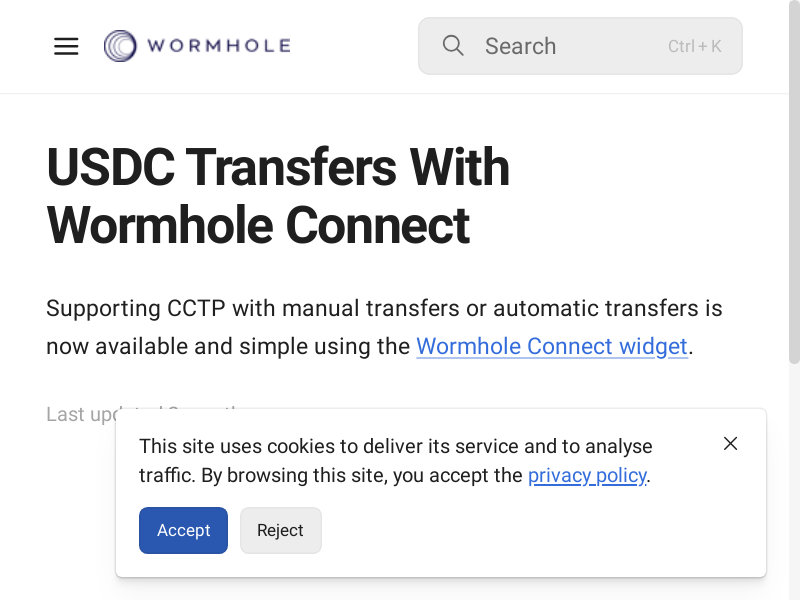 WORMHOLE
Search
Ctrl + K
USDC Transfers With
Wormhole Connect
Supporting CCTP with manual transfers or automatic transfers is
now available and simple using the Wormhole Connect widget.
Last
This site uses cookies to deliver its service and to analyse
traffic. By browsing this site, you accept the privacy policy.
Accept
Reject